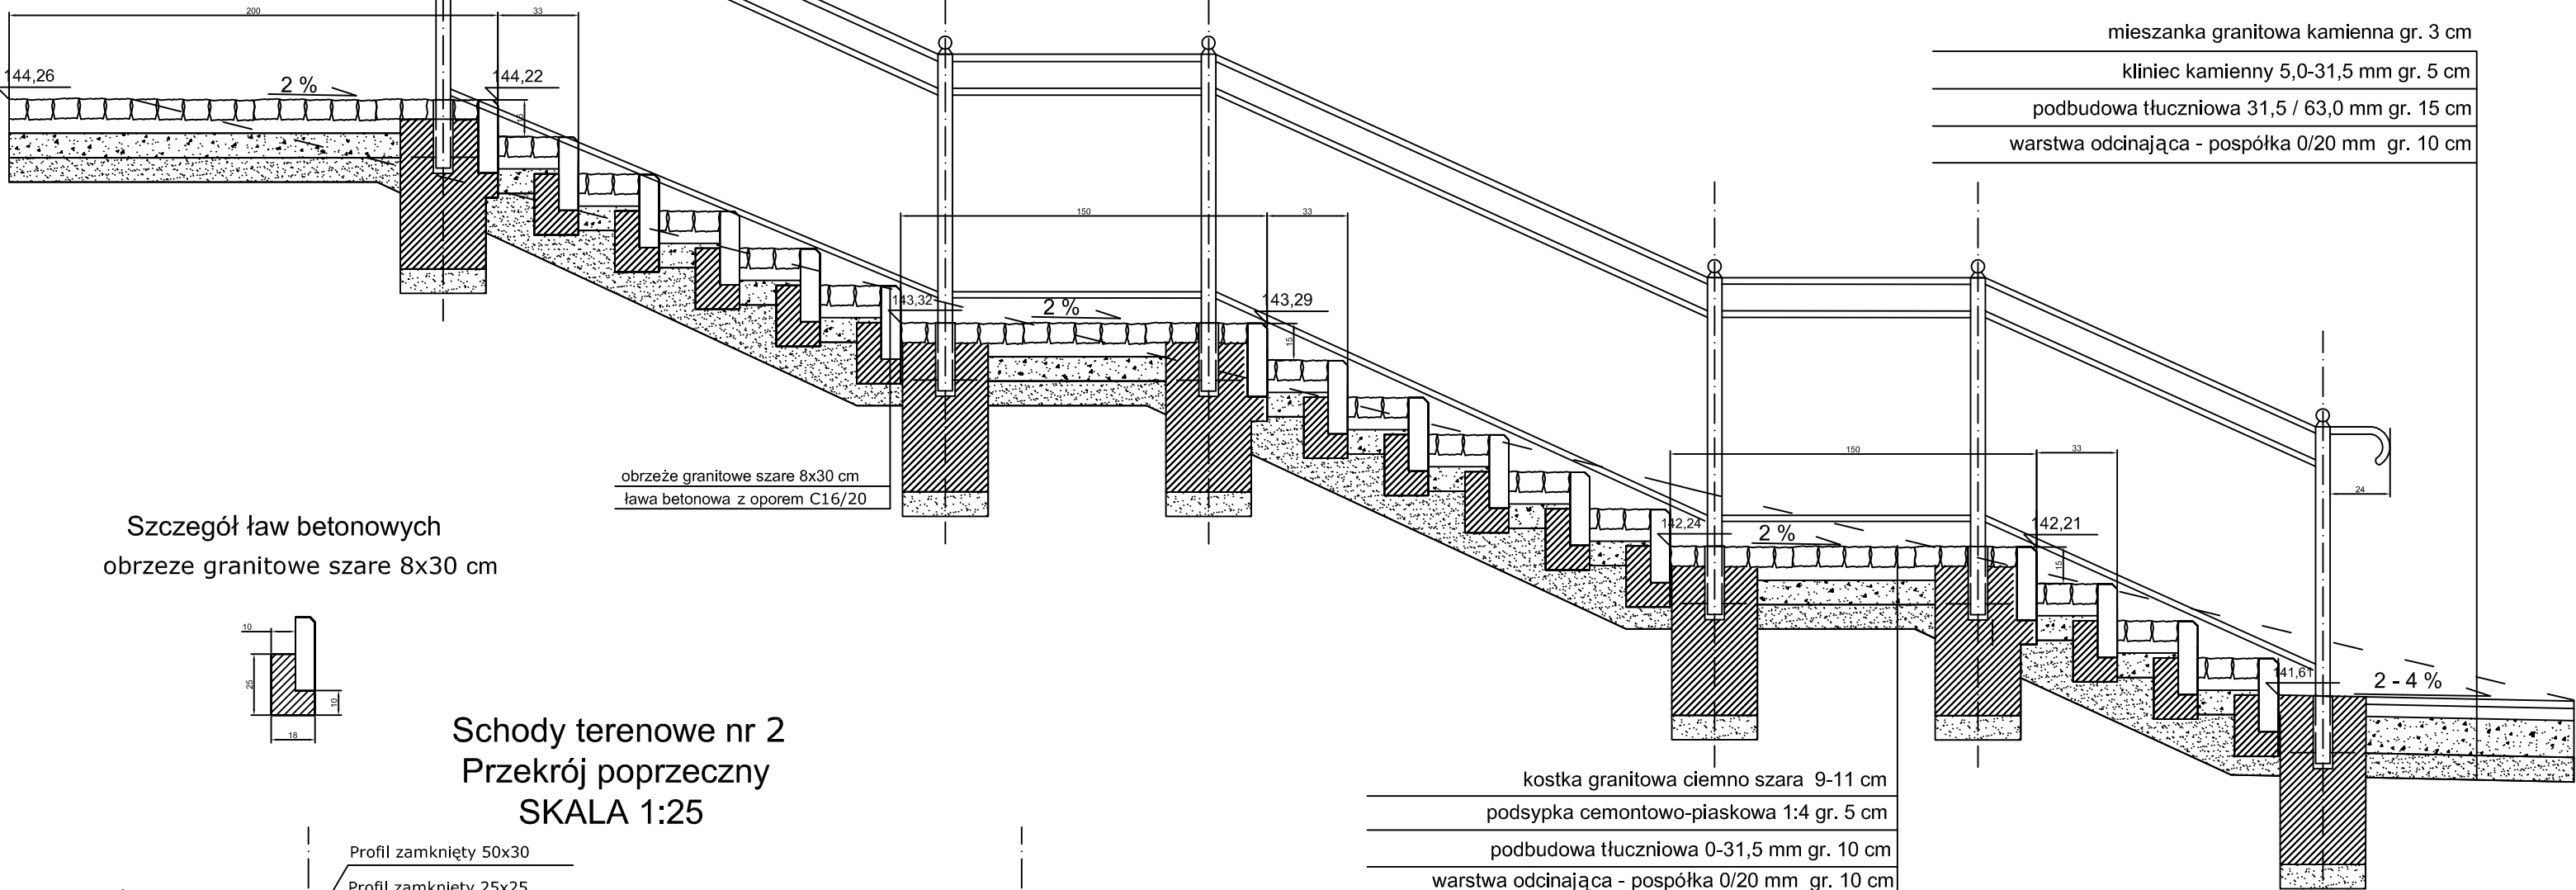 200
33
144,26
2 %
144,22
15
mieszanka granitowa kamienna gr. 3 cm
kliniec kamienny 5,0-31,5 mm gr. 5 cm
podbudowa tłuczniowa 31,5 / 63,0 mm gr. 15 cm
warstwa odcinająca - pospółka 0/20 mm gr. 10 cm
150
33
143,32
2 %
143,29
15
obrzeże granitowe szare 8x30 cm
ława betonowa z oporem C16/20
150
33
24
142,24
2 %
142,21
15
141,61
2 - 4 %
Szczegół ław betonowych
obrzeze granitowe szare 8x30 cm
10
25
10
18
Schody terenowe nr 2
Przekrój poprzeczny
SKALA 1:25
kostka granitowa ciemno szara 9-11 cm
podsypka cemontowo-piaskowa 1:4 gr. 5 cm
podbudowa tłuczniowa 0-31,5 mm gr. 10 cm
warstwa odcinająca - pospółka 0/20 mm gr. 10 cm
Profil zamknięty 50x30
Profil zamknięty 25x25